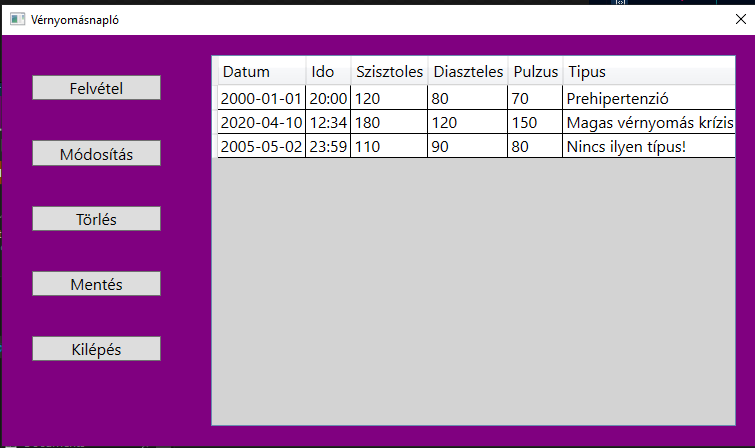 Vérnyomásnapló
Felvétel
Módosítás
Törlés
Mentés
Kilépés
Datum Ido Szisztoles Diaszteles Pulzus Tipus
2000-01-01 20:00 120 80 70 Prehipertenzió
2020-04-10 12:34 180 120 150 Magas vérnyomás krízis
2005-05-02 23:59 110 90 80 Nincs ilyen típus!